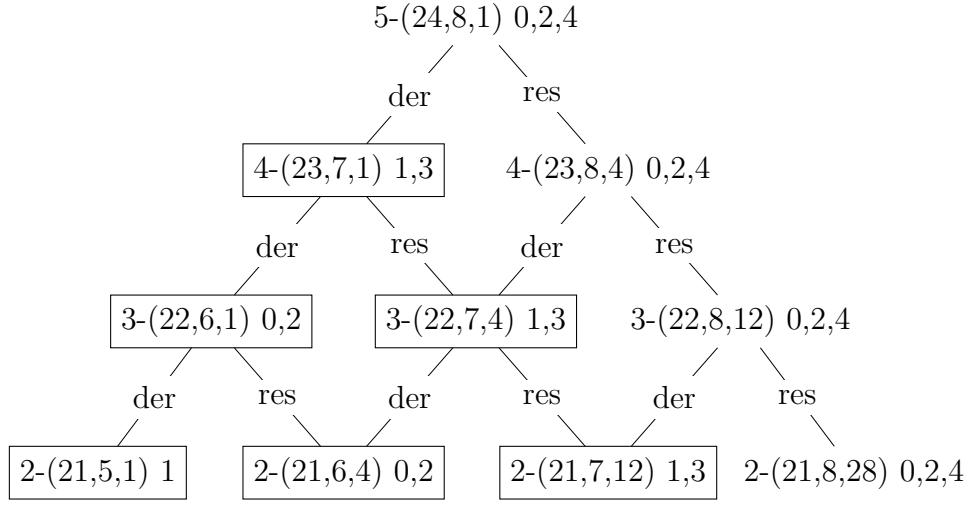 5-(24,8,1) 0,2,4
der res
4-(23,7,1) 1,3 4-(23,8,4) 0,2,4
der res der res
3-(22,6,1) 0,2 3-(22,7,4) 1,3 3-(22,8,12) 0,2,4
der res der res der res
2-(21,5,1) 1 2-(21,6,4) 0,2 2-(21,7,12) 1,3 2-(21,8,28) 0,2,4